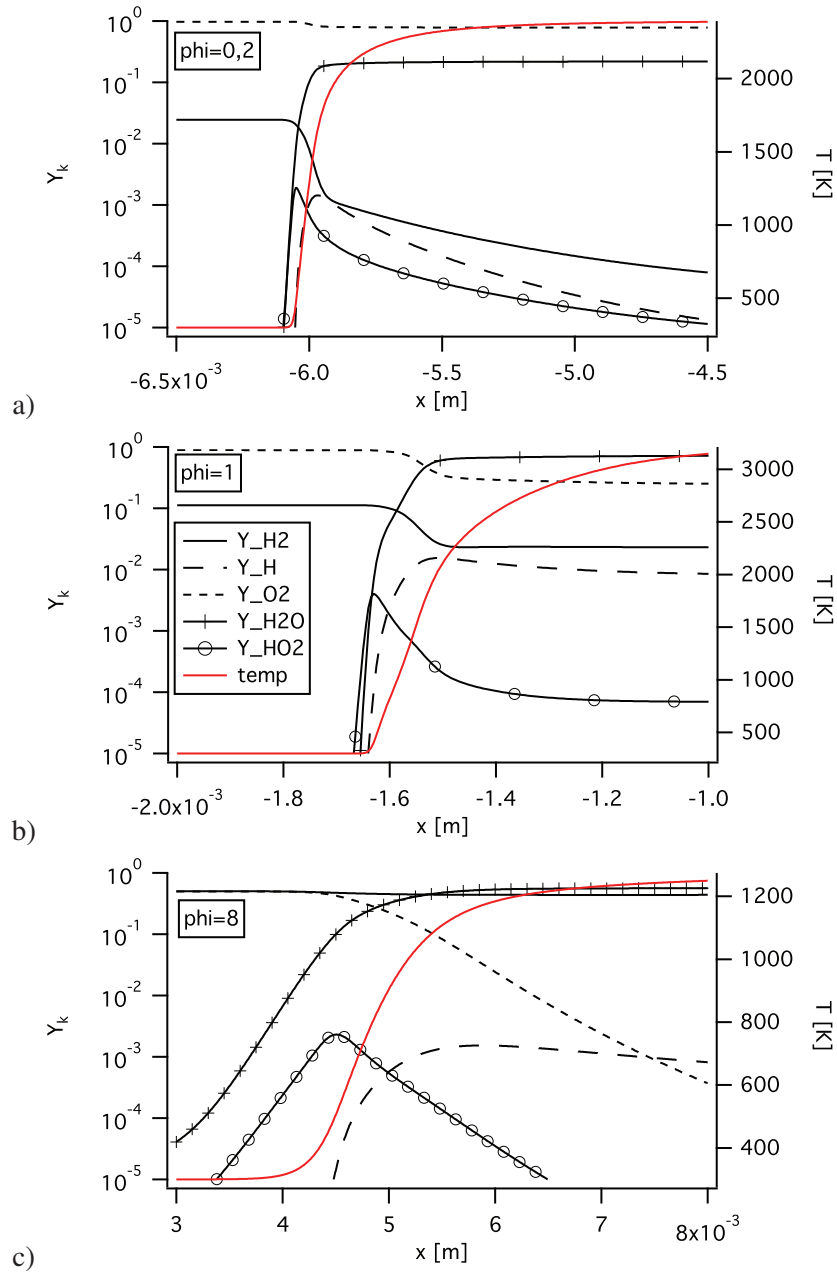 10^0
phi=0,2
10^-1
10^-2
10^-3
10^-4
10^-5
Y_k
2000
1500
1000
500
T [K]
-6.5x10^-3
-6.0
-5.5
-5.0
-4.5
x [m]
a)
10^0
phi=1
10^-1
10^-2
10^-3
10^-4
10^-5
Y_k
Y_H2
Y_H
Y_O2
Y_H2O
Y_HO2
temp
3000
2500
2000
1500
1000
500
T [K]
-2.0x10^-3
-1.8
-1.6
-1.4
-1.2
-1.0
x [m]
b)
10^0
phi=8
10^-1
10^-2
10^-3
10^-4
10^-5
Y_k
1200
1000
800
600
400
T [K]
3
4
5
6
7
8x10^-3
x [m]
c)